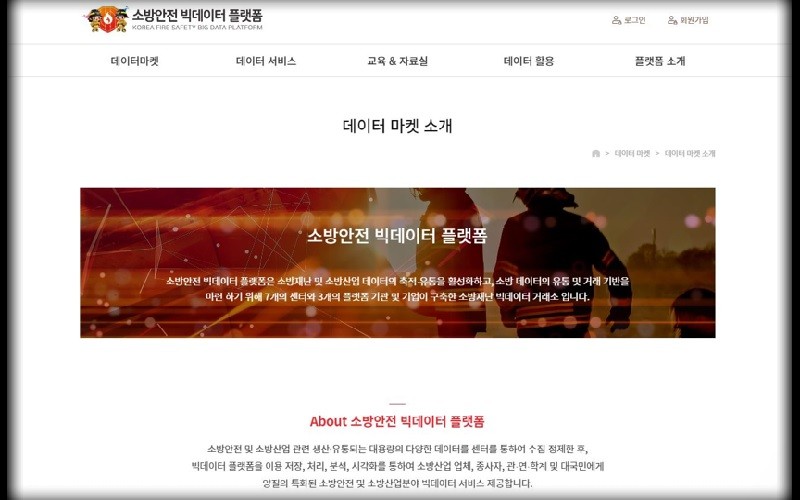 소방안전 빅데이터 플랫폼
KOREA FIRE SAFETY BIG DATA PLATFORM
로그인 회원가입
데이터마켓 데이터 서비스 교육 & 자료실 데이터 활용 플랫폼 소개
데이터 마켓 소개
데이터 마켓 > 데이터 마켓 소개
소방안전 빅데이터 플랫폼
소방안전 빅데이터 플랫폼은 소방재난 및 소방산업 데이터의 축적 유통을 활성화하고, 소방 데이터의 유통 및 거래 기반을
마련 하기 위해 7개의 센터와 3개의 플랫폼 기관 및 기업이 구축한 소방재난 빅데이터 거래소 입니다.
About 소방안전 빅데이터 플랫폼
소방안전 및 소방산업 관련 생산 유통되는 대용량의 다양한 데이터를 센터를 통하여 수집 정제한 후,
빅데이터 플랫폼을 이용 저장, 처리, 분석, 시각화를 통하여 소방산업 업체, 종사자, 관·연·학계 및 대국민에게
양질의 특화된 소방안전 및 소방산업분야 빅데이터 서비스 제공합니다.